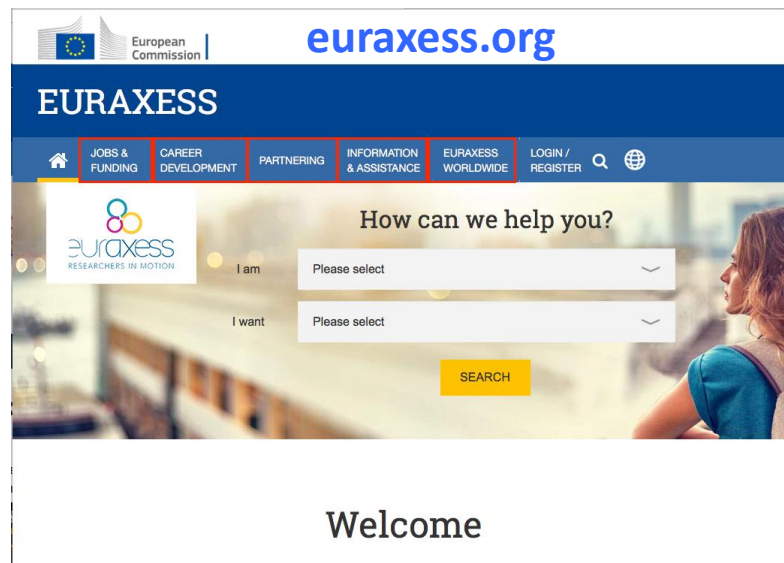 European
Commission
euraxess.org
EURAXESS
JOBS &
FUNDING
CAREER
DEVELOPMENT
PARTNERING
INFORMATION
& ASSISTANCE
EURAXESS
WORLDWIDE
LOGIN /
REGISTER
euraxess
RESEARCHERS IN MOTION
How can we help you?
I am
Please select
I want
Please select
SEARCH
Welcome